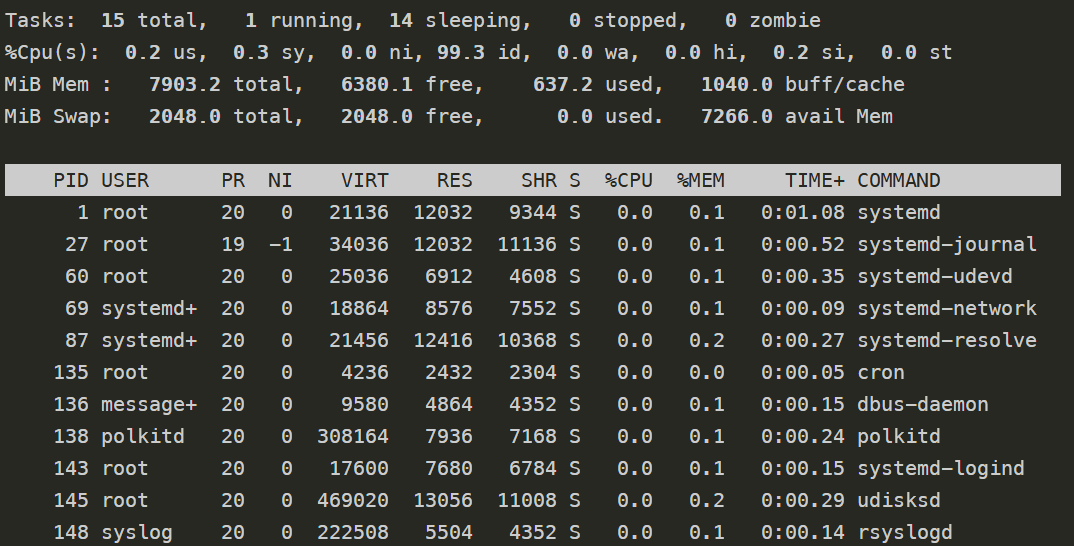 Tasks:  15 total,   1 running,  14 sleeping,   0 stopped,   0 zombie
%Cpu(s):  0.2 us,  0.3 sy,  0.0 ni, 99.3 id,  0.0 wa,  0.0 hi,  0.2 si,  0.0 st
MiB Mem :   7903.2 total,   6380.1 free,    637.2 used,   1040.0 buff/cache
MiB Swap:   2048.0 total,   2048.0 free,      0.0 used.   7266.0 avail Mem
    PID USER      PR  NI    VIRT    RES    SHR S  %CPU  %MEM     TIME+ COMMAND
      1 root      20   0   21136  12032   9344 S   0.0   0.1   0:01.08 systemd
     27 root      19  -1   34036  12032  11136 S   0.0   0.1   0:00.52 systemd-journal
     60 root      20   0   25036   6912   4608 S   0.0   0.1   0:00.35 systemd-udevd
     69 systemd+  20   0   18864   8576   7552 S   0.0   0.1   0:00.09 systemd-network
     87 systemd+  20   0   21456  12416  10368 S   0.0   0.2   0:00.27 systemd-resolve
    135 root      20   0    4236   2432   2304 S   0.0   0.0   0:00.05 cron
    136 message+  20   0    9580   4864   4352 S   0.0   0.1   0:00.15 dbus-daemon
    138 polkitd   20   0  308164   7936   7168 S   0.0   0.1   0:00.24 polkitd
    143 root      20   0   17600   7680   6784 S   0.0   0.1   0:00.15 systemd-logind
    145 root      20   0  469020  13056  11008 S   0.0   0.2   0:00.29 udisksd
    148 syslog    20   0  222508   5504   4352 S   0.0   0.1   0:00.14 rsyslogd